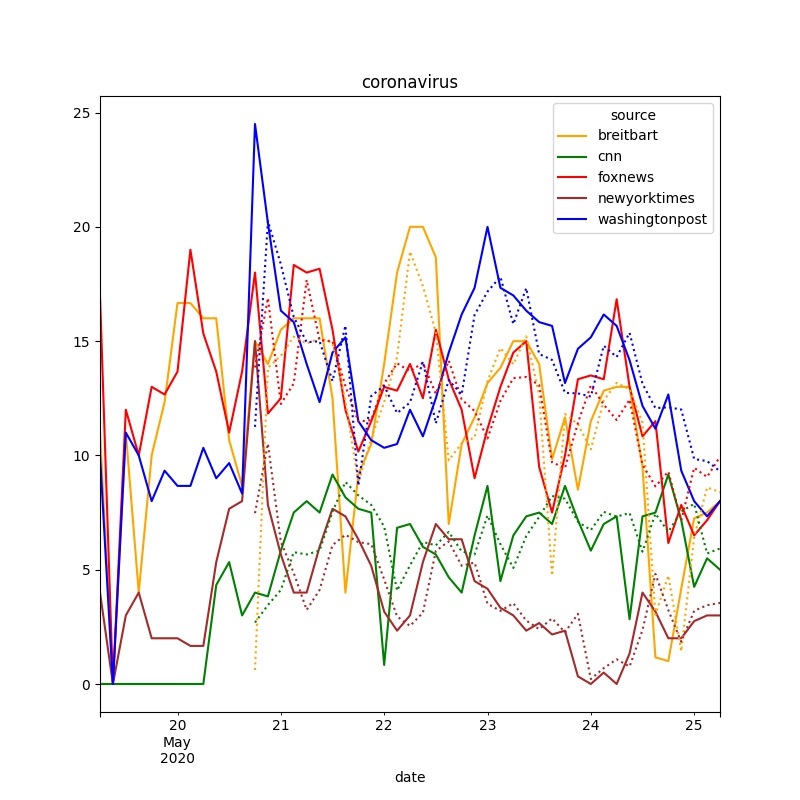 coronavirus
source
breitbart
cnn
foxnews
newyorktimes
washingtonpost
25
20
15
10
5
0
20 21 22 23 24 25
May
2020
date